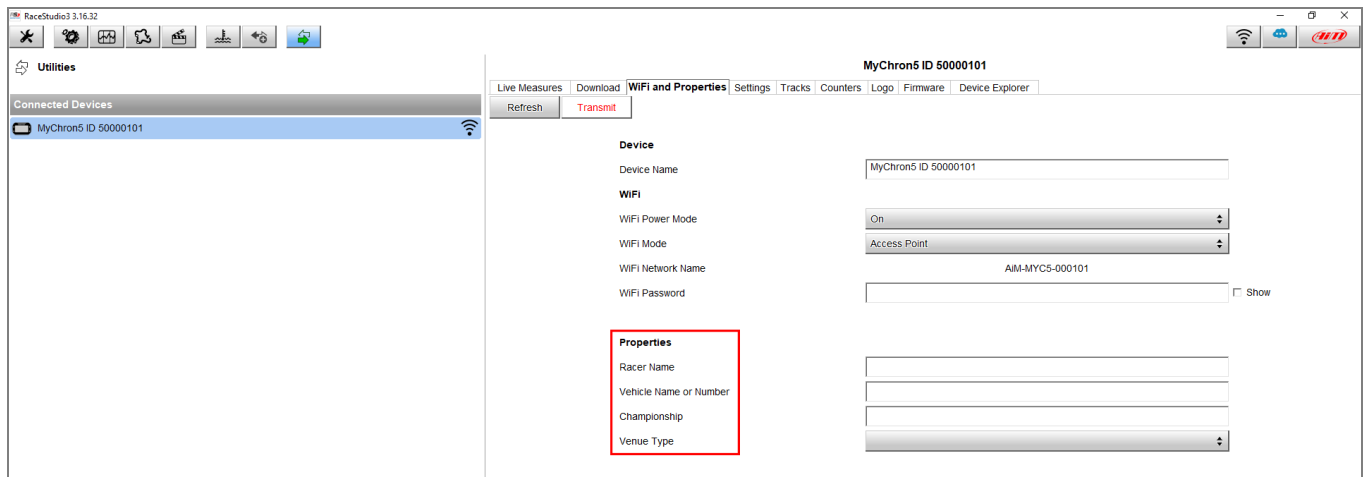 RaceStudio3 3.16.32
AiM
Utilities
MyChron5 ID 50000101
Live Measures Download WiFi and Properties Settings Tracks Counters Logo Firmware Device Explorer
Connected Devices
Refresh Transmit
MyChron5 ID 50000101
Device
Device Name MyChron5 ID 50000101
WiFi
WiFi Power Mode On
WiFi Mode Access Point
WiFi Network Name AiM-MYC5-000101
WiFi Password Show
Properties
Racer Name
Vehicle Name or Number
Championship
Venue Type